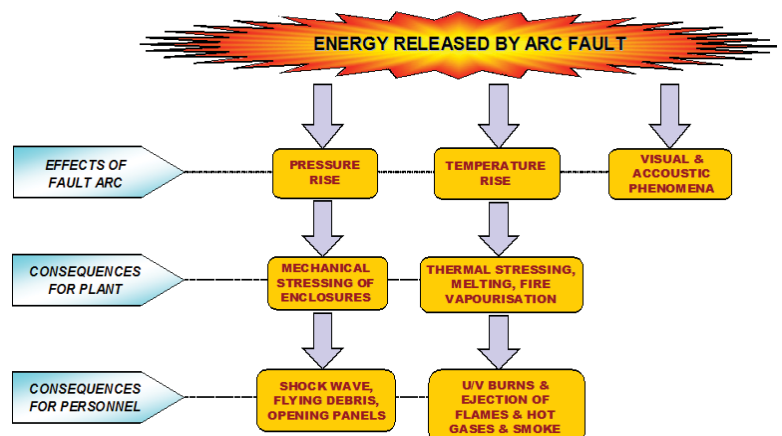 ENERGY RELEASED BY ARC FAULT
EFFECTS OF
FAULT ARC
PRESSURE
RISE
TEMPERATURE
RISE
VISUAL &
ACCOUSTIC
PHENOMENA
CONSEQUENCES
FOR PLANT
MECHANICAL
STRESSING OF
ENCLOSURES
THERMAL STRESSING,
MELTING, FIRE
VAPOURISATION
CONSEQUENCES
FOR PERSONNEL
SHOCK WAVE,
FLYING DEBRIS,
OPENING PANELS
U/V BURNS &
EJECTION OF
FLAMES & HOT
GASES & SMOKE